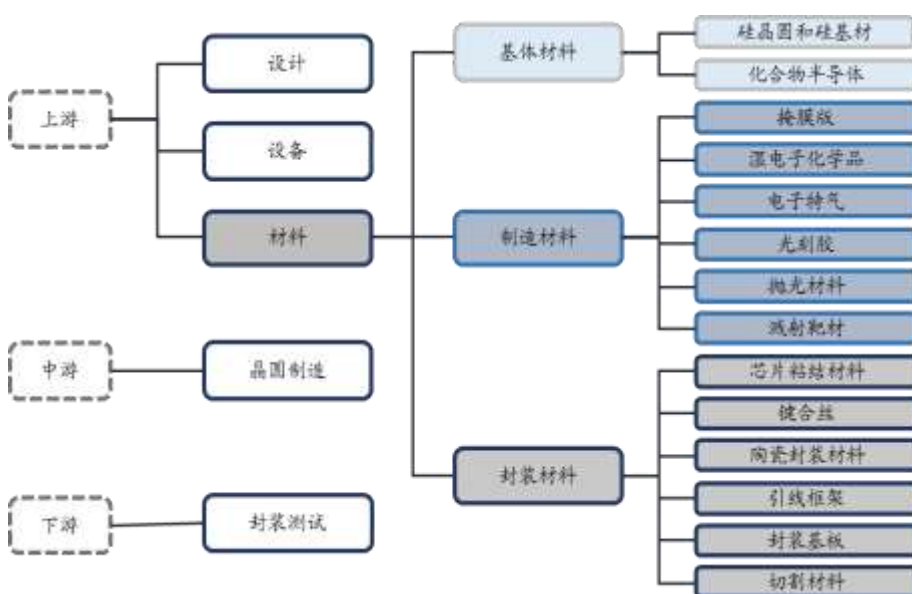 上游
设计
设备
材料
基体材料
硅晶圆和硅基材
化合物半导体
制造材料
掩膜版
湿电子化学品
电子特气
光刻胶
抛光材料
溅射靶材
封装材料
芯片粘结材料
键合丝
陶瓷封装材料
引线框架
封装基板
切割材料
中游
晶圆制造
下游
封装测试